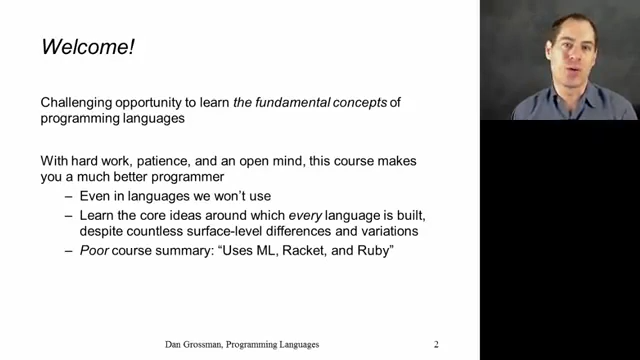 Welcome!
Challenging opportunity to learn the fundamental concepts of
programming languages
With hard work, patience, and an open mind, this course makes
you a much better programmer
– Even in languages we won't use
– Learn the core ideas around which every language is built,
despite countless surface-level differences and variations
– Poor course summary: "Uses ML, Racket, and Ruby"
Dan Grossman, Programming Languages
2